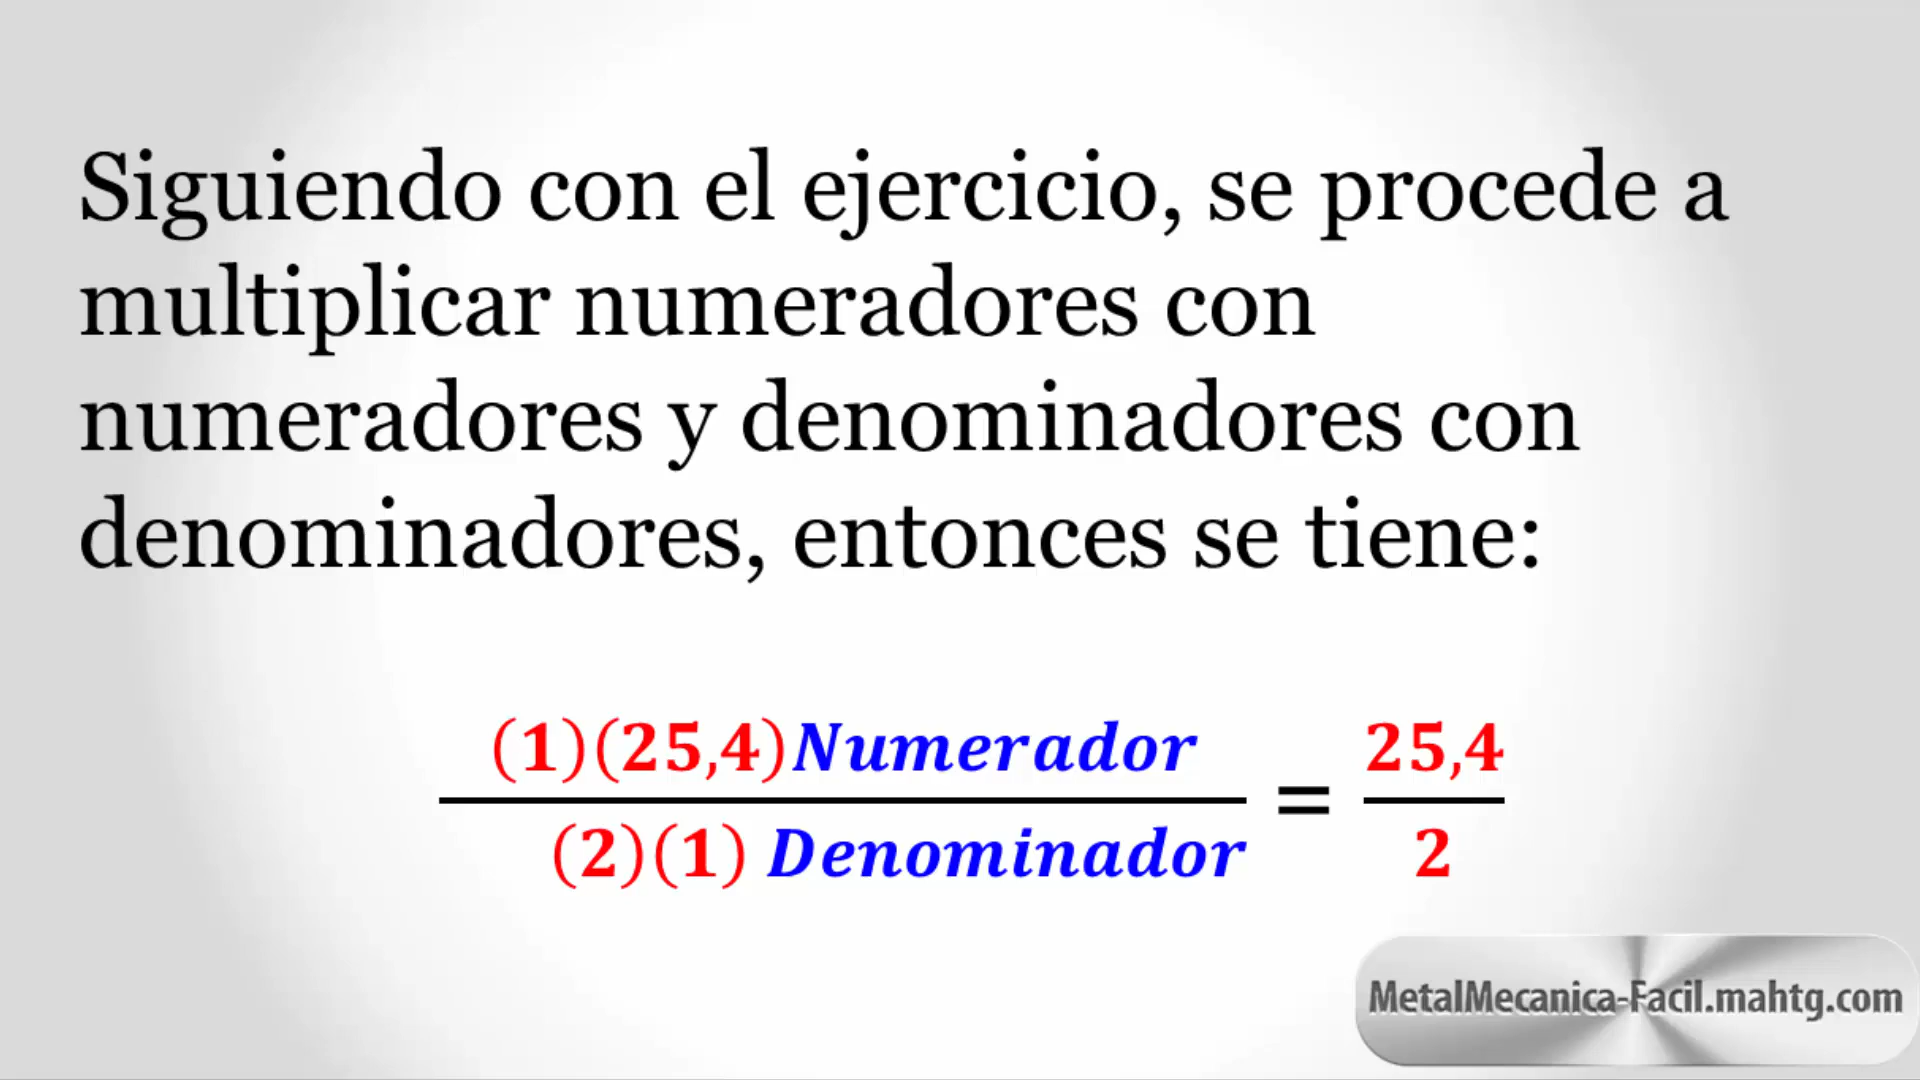 Siguiendo con el ejercicio, se procede a
multiplicar numeradores con
numeradores y denominadores con
denominadores, entonces se tiene:
(1)(25,4)Numerador
(2)(1) Denominador
=
25,4
2
MetalMecanica-Facil.mahtg.com